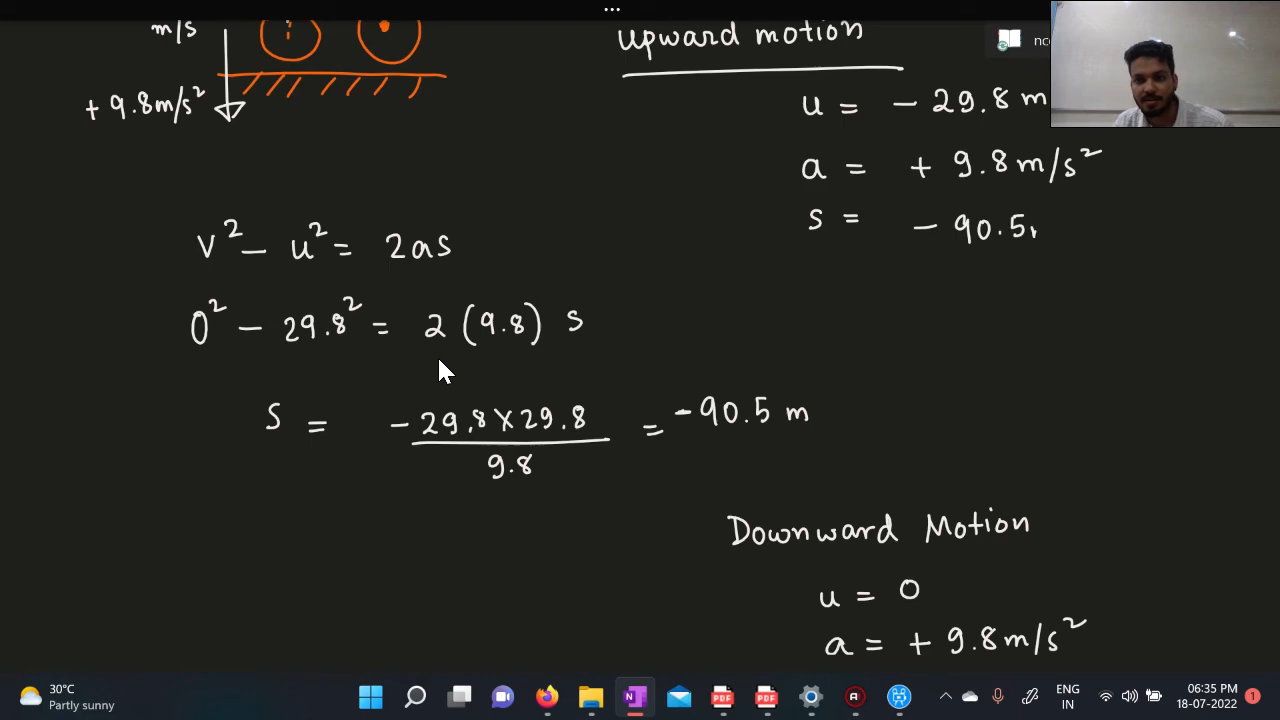 ...
m/s
+ 9.8m/s²
upward motion
nc
u = - 29.8 m
a = + 9.8 m/s²
s = - 90.5
v² - u² = 2as
0² - 29.8² = 2 (9.8) s
S = - 29.8 X 29.8 / 9.8 = -90.5 m
Downward Motion
u = 0
a = + 9.8 m/s²
30°C
Partly sunny
ENG
IN
06:35 PM
18-07-2022
1